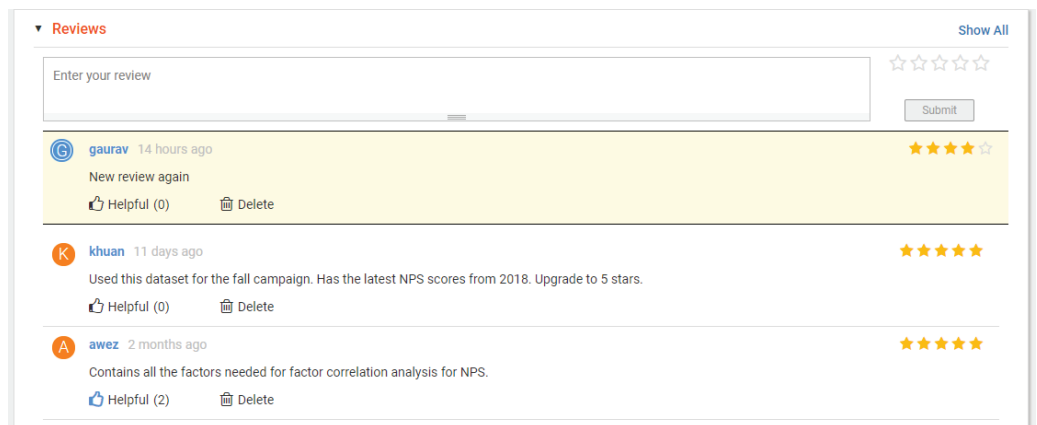 Reviews
Show All
Enter your review
Submit
G gaurav 14 hours ago
New review again
Helpful (0) Delete
K khuan 11 days ago
Used this dataset for the fall campaign. Has the latest NPS scores from 2018. Upgrade to 5 stars.
Helpful (0) Delete
A awez 2 months ago
Contains all the factors needed for factor correlation analysis for NPS.
Helpful (2) Delete